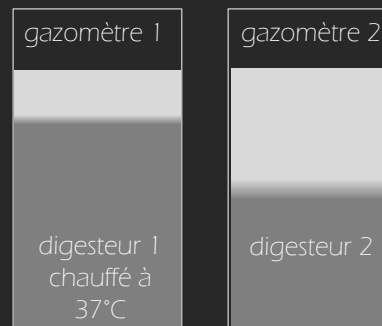 gazomètre 1
gazomètre 2
digesteur 1
chauffé à
37°C
digesteur 2